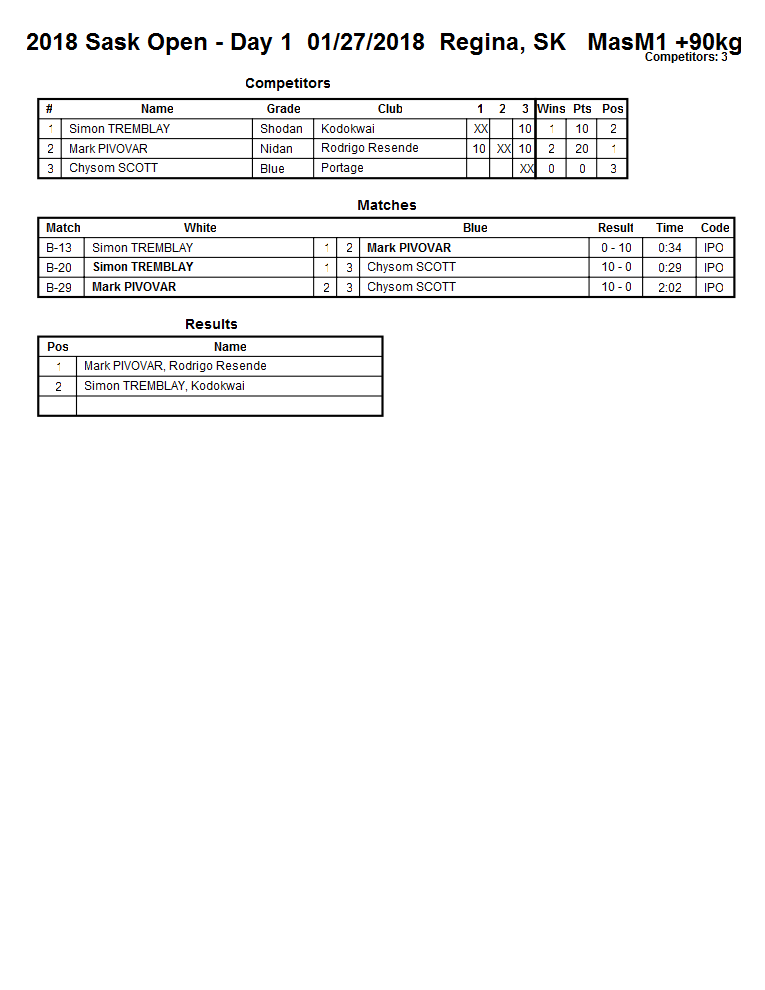 2018 Sask Open - Day 1 01/27/2018 Regina, SK MasM1 +90kg
Competitors: 3
Competitors
# Name Grade Club 1 2 3 Wins Pts Pos
1 Simon TREMBLAY Shodan Kodokwai XX 10 1 10 2
2 Mark PIVOVAR Nidan Rodrigo Resende 10 XX 10 2 20 1
3 Chysom SCOTT Blue Portage XX 0 0 3
Matches
Match White Blue Result Time Code
B-13 Simon TREMBLAY 1 2 Mark PIVOVAR 0 - 10 0:34 IPO
B-20 Simon TREMBLAY 1 3 Chysom SCOTT 10 - 0 0:29 IPO
B-29 Mark PIVOVAR 2 3 Chysom SCOTT 10 - 0 2:02 IPO
Results
Pos Name
1 Mark PIVOVAR, Rodrigo Resende
2 Simon TREMBLAY, Kodokwai